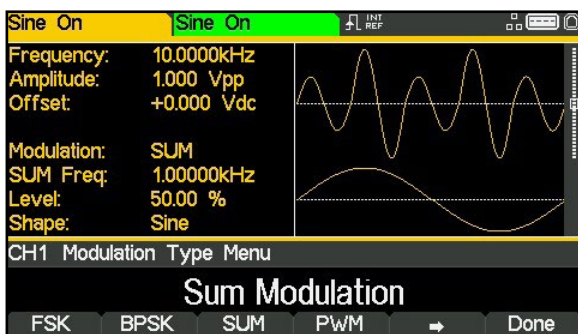 Sine On Sine On INT REF
Frequency: 10.0000kHz
Amplitude: 1.000 Vpp
Offset: +0.000 Vdc
Modulation: SUM
SUM Freq: 1.00000kHz
Level: 50.00 %
Shape: Sine
CH1 Modulation Type Menu
Sum Modulation
FSK BPSK SUM PWM ➡ Done